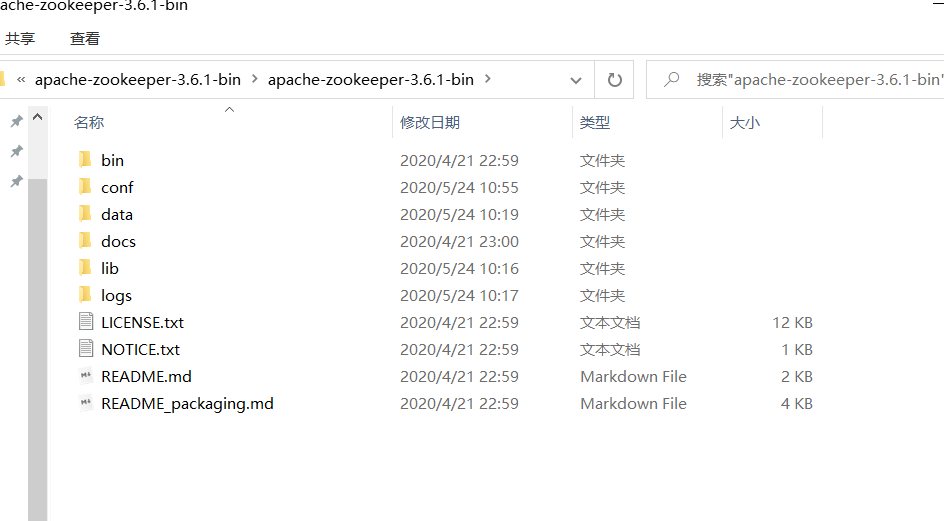 ache-zookeeper-3.6.1-bin
共享 查看
« apache-zookeeper-3.6.1-bin › apache-zookeeper-3.6.1-bin › 搜索"apache-zookeeper-3.6.1-bin"
名称 修改日期 类型 大小
bin 2020/4/21 22:59 文件夹
conf 2020/5/24 10:55 文件夹
data 2020/5/24 10:19 文件夹
docs 2020/4/21 23:00 文件夹
lib 2020/5/24 10:16 文件夹
logs 2020/5/24 10:17 文件夹
LICENSE.txt 2020/4/21 22:59 文本文档 12 KB
NOTICE.txt 2020/4/21 22:59 文本文档 1 KB
README.md 2020/4/21 22:59 Markdown File 2 KB
README_packaging.md 2020/4/21 22:59 Markdown File 4 KB